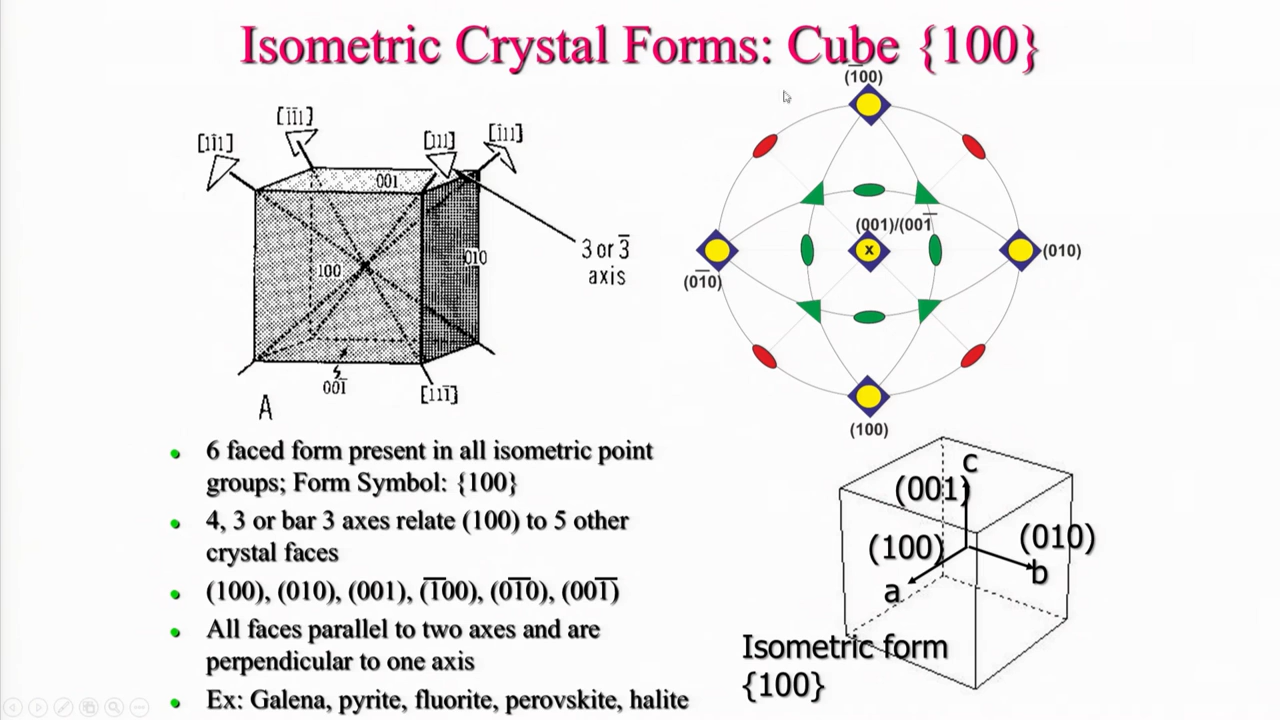 Isometric Crystal Forms: Cube {100}
[1̄1̄1]
[11̄1]
[111]
[1̄11]
001
100
010
3 or 3̄
axis
001̄
[111̄]
A
(1̄00)
(001)/(001̄
(01̄0)
x
(010)
(100)
6 faced form present in all isometric point
groups; Form Symbol: {100}
4, 3 or bar 3 axes relate (100) to 5 other
crystal faces
(100), (010), (001), (1̄00), (01̄0), (001̄)
All faces parallel to two axes and are
perpendicular to one axis
Ex: Galena, pyrite, fluorite, perovskite, halite
c
(001)
(100)
(010)
a
b
Isometric form
{100}